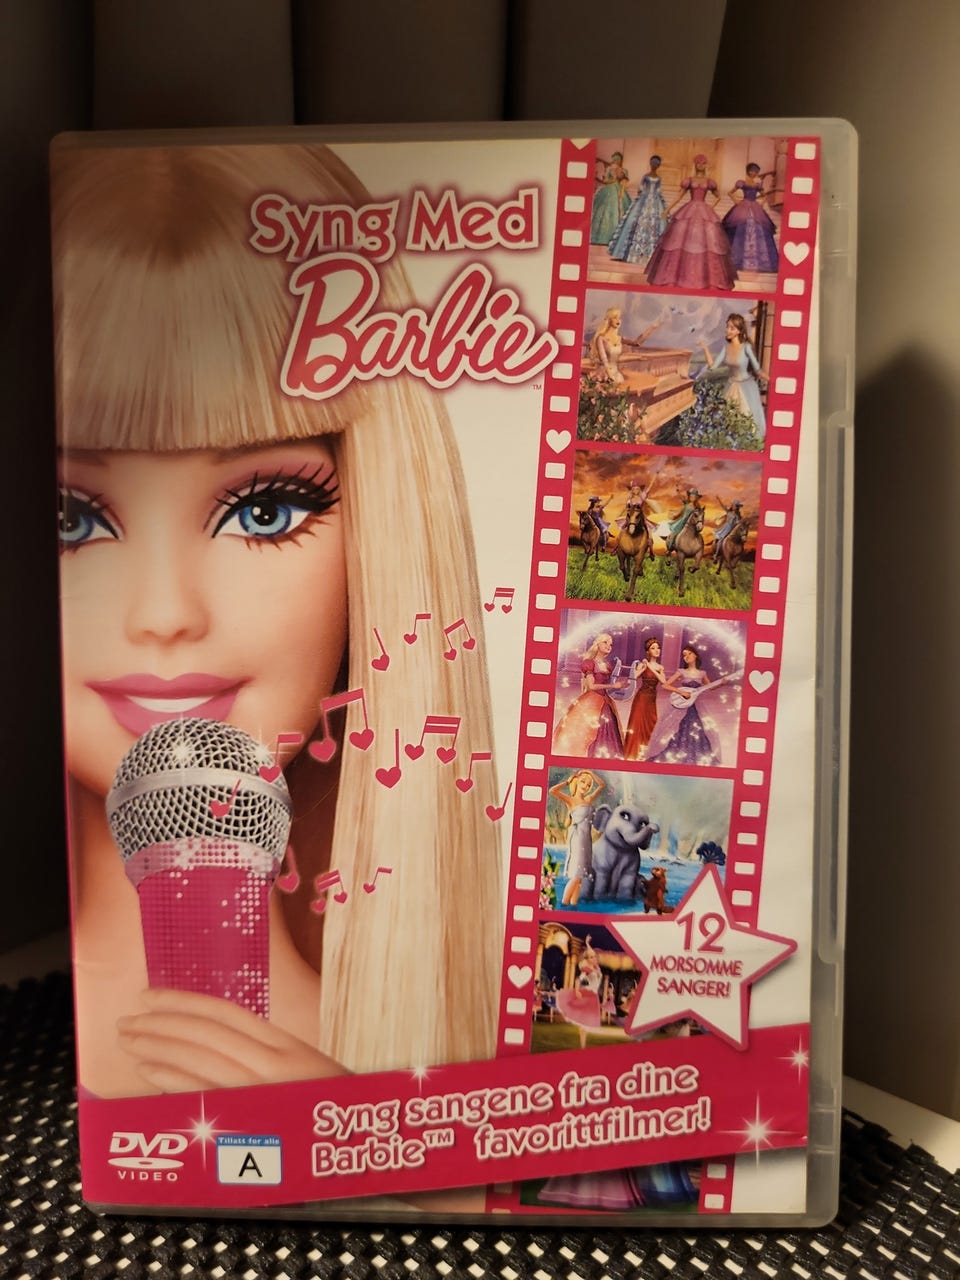 Syng Med
Barbie
TM
12
MORSOMME
SANGER!
Syng sangene fra dine
Barbie™ favorittfilmer!
DVD
VIDEO
Tillatt for alle
A